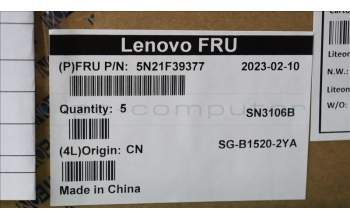 Lenovo FRU
(P)FRU P/N: 5N21F39377 2023-02-10
Quantity: 5 SN3106B
(4L)Origin: CN SG-B1520-2YA
Made in China
Carto
Liteon
N.W.:
Liteon